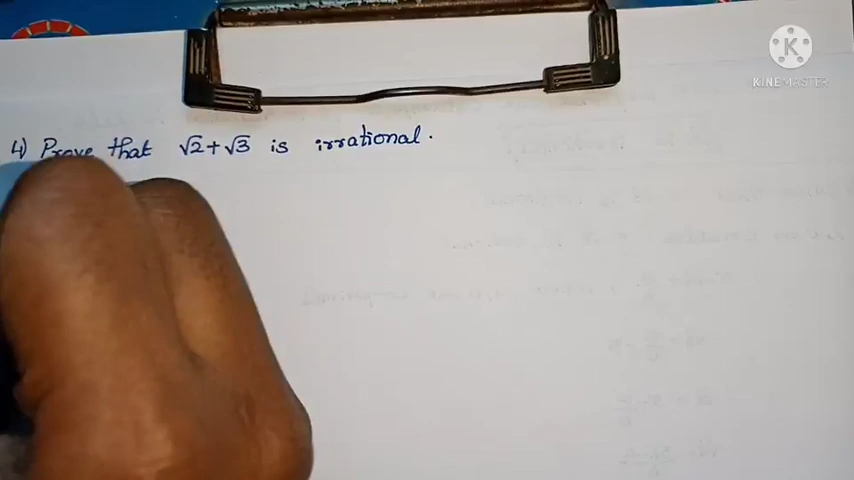 K
KINEMASTER
4) Prove that √2+√3 is irrational.